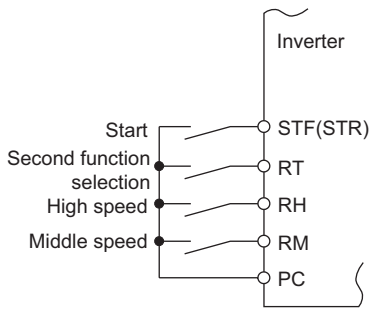 Inverter
Start
STF(STR)
Second function
selection
RT
High speed
RH
Middle speed
RM
PC